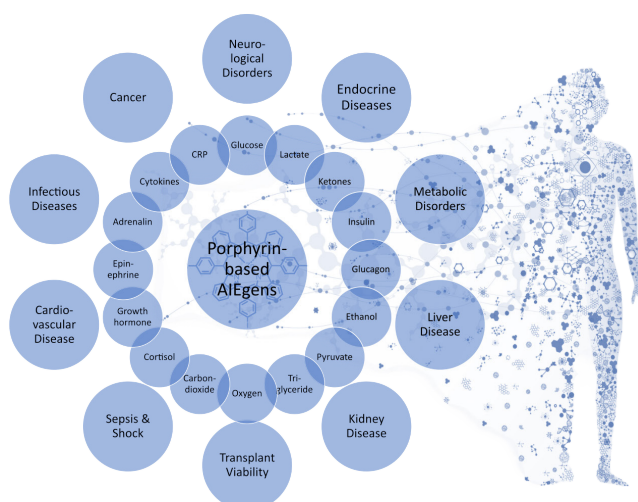 Neuro-
logical
Disorders
Endocrine
Diseases
Metabolic
Disorders
Liver
Disease
Kidney
Disease
Transplant
Viability
Sepsis &
Shock
Cardio-
vascular
Disease
Infectious
Diseases
Cancer
Glucose
Lactate
Ketones
Insulin
Glucagon
Ethanol
Pyruvate
Tri-
glyceride
Oxygen
Carbon-
dioxide
Cortisol
Growth
hormone
Epin-
ephrine
Adrenalin
Cytokines
CRP
Porphyrin-
based
AIEgens